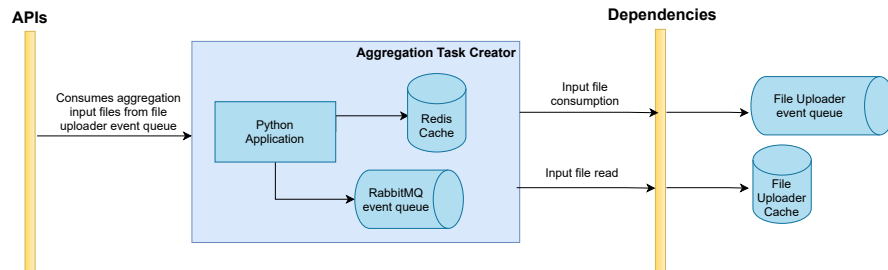 APIs
Dependencies
Aggregation Task Creator
Consumes aggregation
input files from file
uploader event queue
Python
Application
Redis
Cache
RabbitMQ
event queue
Input file
consumption
Input file read
File Uploader
event queue
File
Uploader
Cache